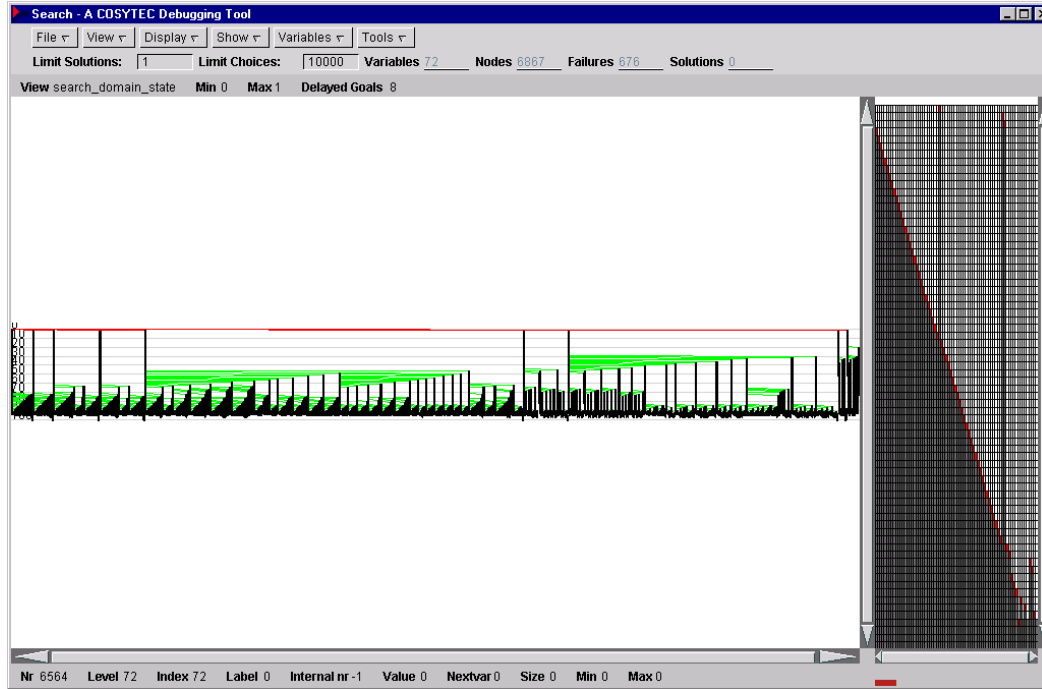 Search - A COSYTEC Debugging Tool
File View Display Show Variables Tools
Limit Solutions: 1 Limit Choices: 10000 Variables 72 Nodes 6867 Failures 676 Solutions 0
View search_domain_state Min 0 Max 1 Delayed Goals 8
Nr 6564 Level 72 Index 72 Label 0 Internal nr -1 Value 0 Nextvar 0 Size 0 Min 0 Max 0